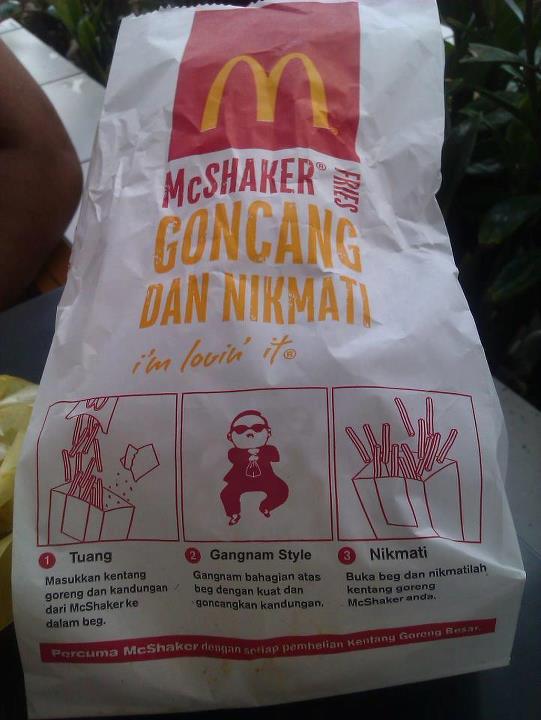 McSHAKER® FRIES
GONCANG
DAN NIKMATI
i'm lovin' it®
1 Tuang
Masukkan kentang
goreng dan kandungan
dari McShaker ke
dalam beg.
2 Gangnam Style
Gangnam bahagian atas
beg dengan kuat dan
goncangkan kandungan.
3 Nikmati
Buka beg dan nikmatilah
kentang goreng
McShaker anda.
Percuma McShaker dengan setiap pembelian Kentang Goreng Besar.